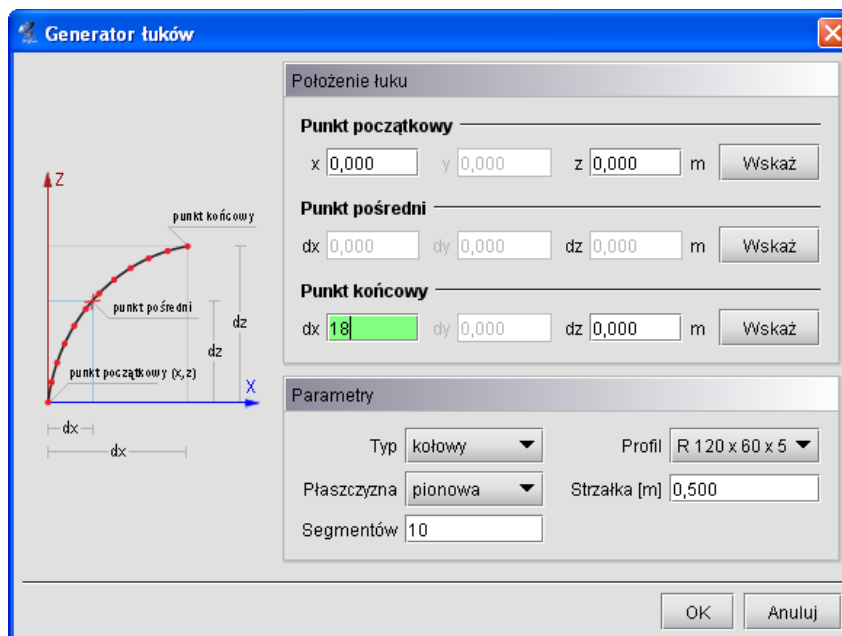 Generator łuków
Położenie łuku
Punkt początkowy
x 0,000 y 0,000 z 0,000 m Wskaż
Punkt pośredni
dx 0,000 dy 0,000 dz 0,000 m Wskaż
Punkt końcowy
dx 18 dy 0,000 dz 0,000 m Wskaż
Z
punkt końcowy
punkt pośredni
dz
dz
punkt początkowy (x,z)
X
dx
dx
Parametry
Typ kołowy Profil R 120 x 60 x 5
Płaszczyzna pionowa Strzałka [m] 0,500
Segmentów 10
OK Anuluj